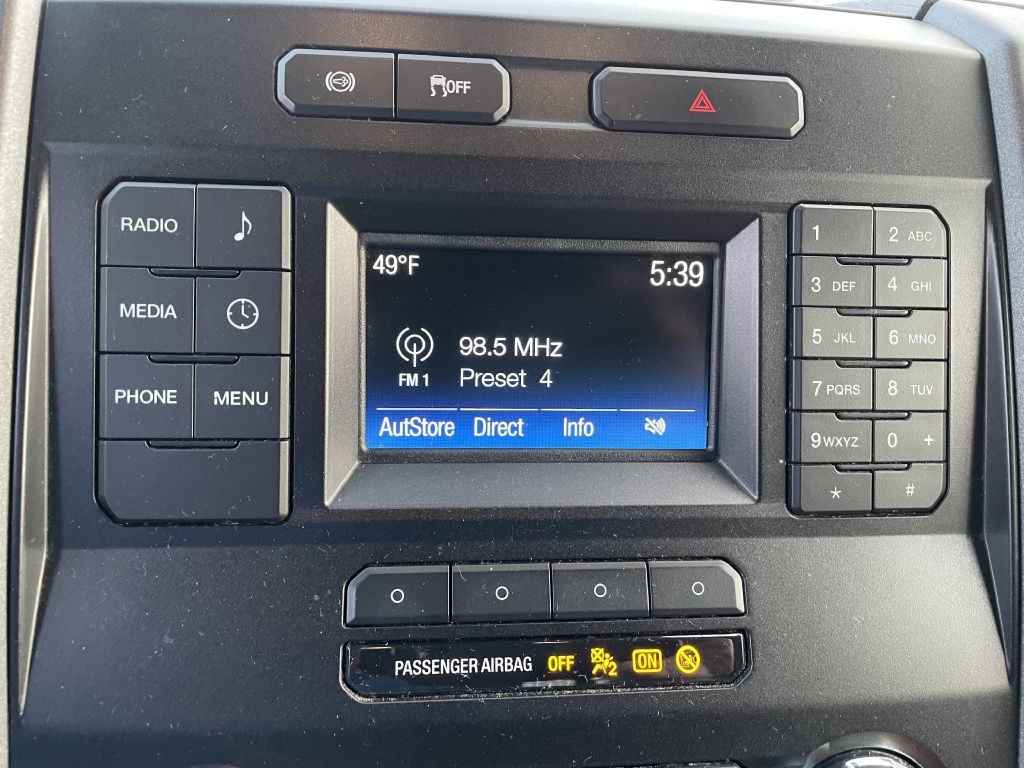 OFF
RADIO
MEDIA
PHONE MENU
49°F 5:39
98.5 MHz
FM 1 Preset 4
AutStore Direct Info
1 2 ABC
3 DEF 4 GHI
5 JKL 6 MNO
7 PQRS 8 TUV
9 WXYZ 0 +
* #
PASSENGER AIRBAG OFF 2 ON